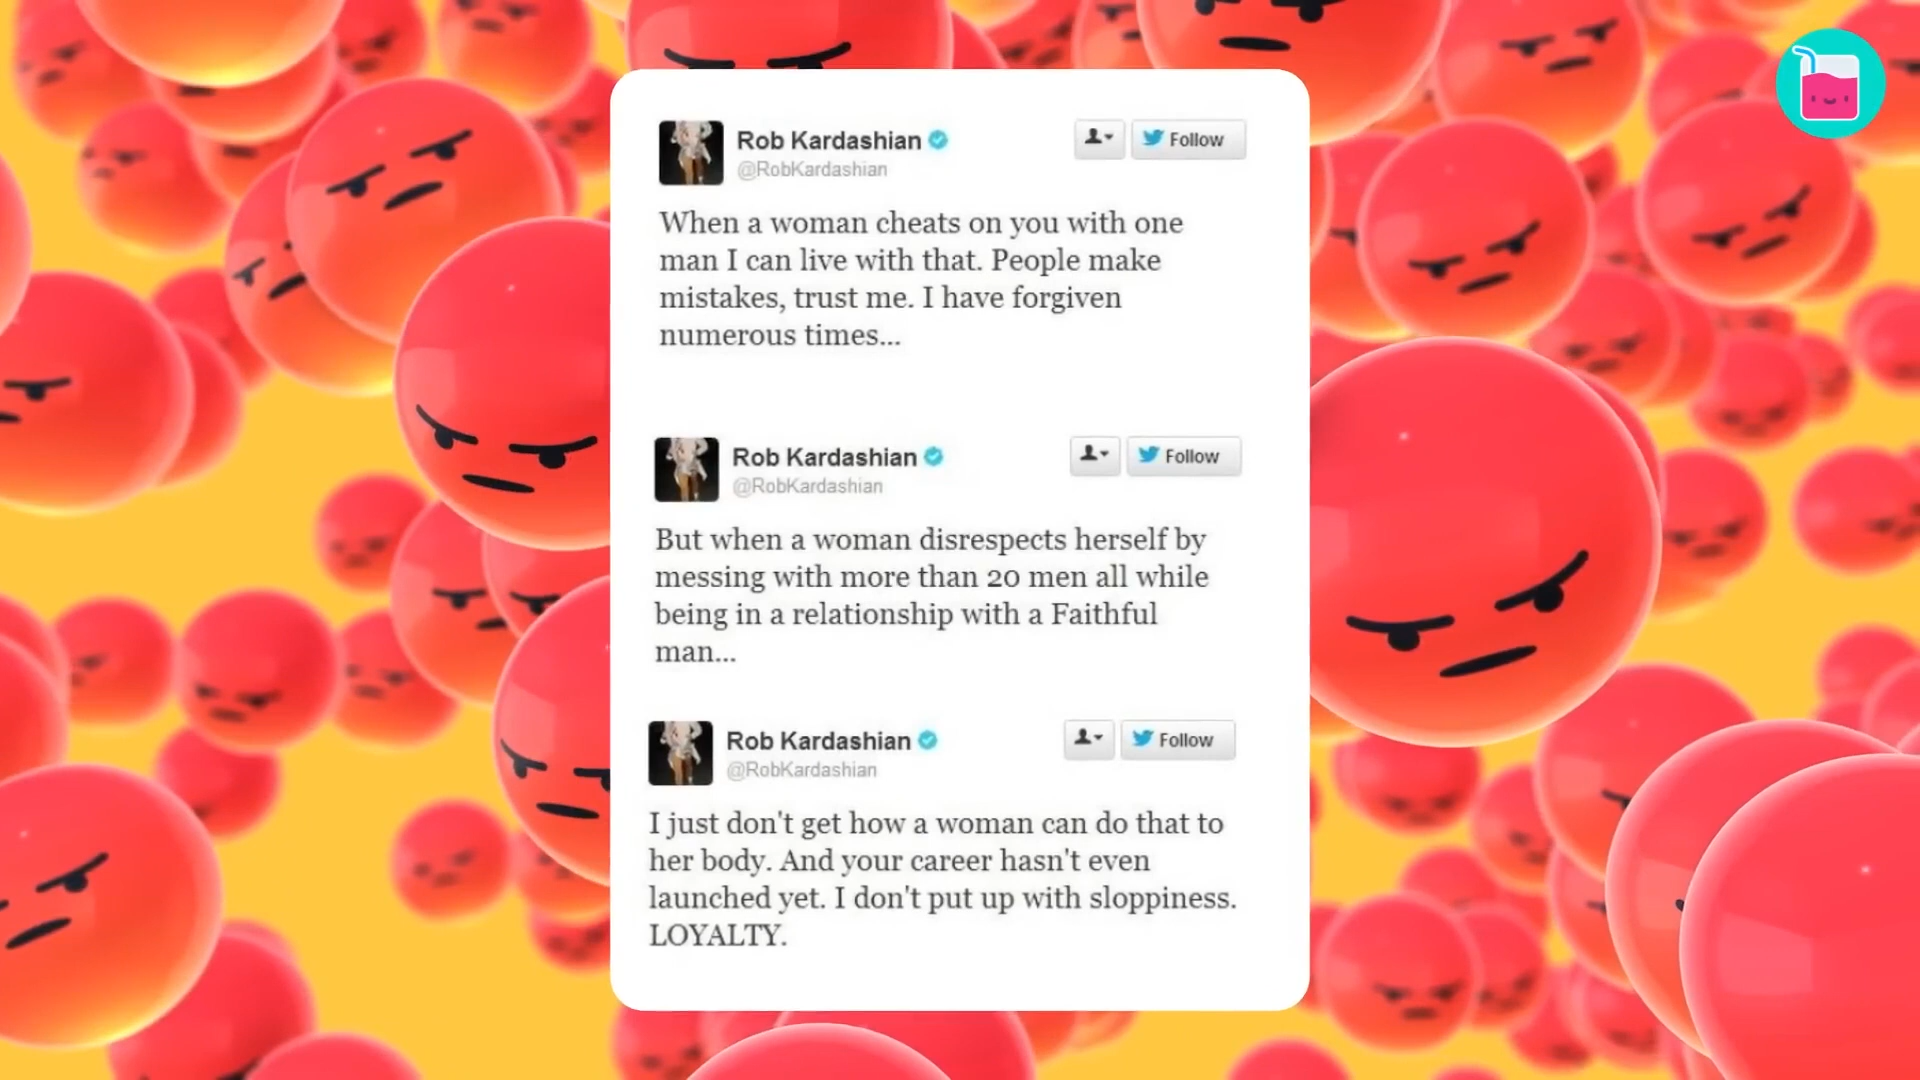 Rob Kardashian
Follow
@RobKardashian
When a woman cheats on you with one
man I can live with that. People make
mistakes, trust me. I have forgiven
numerous times...
Rob Kardashian
Follow
@RobKardashian
But when a woman disrespects herself by
messing with more than 20 men all while
being in a relationship with a Faithful
man...
Rob Kardashian
Follow
@RobKardashian
I just don't get how a woman can do that to
her body. And your career hasn't even
launched yet. I don't put up with sloppiness.
LOYALTY.